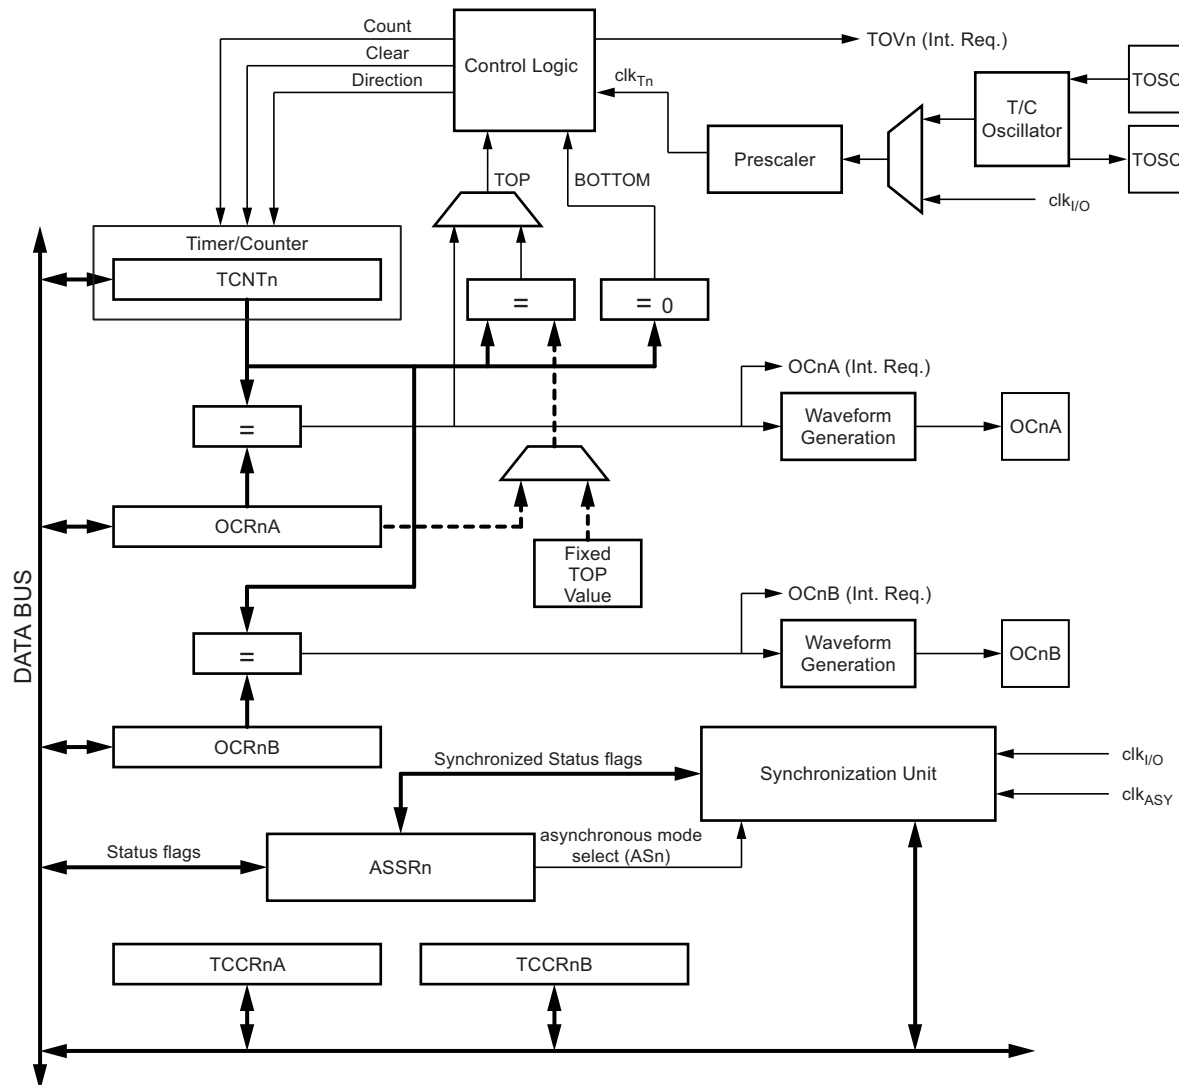 Count
Clear
Direction
Control Logic
TOVn (Int. Req.)
clkTn
T/C
Oscillator
TOSC
TOSC
Prescaler
clkI/O
TOP
BOTTOM
Timer/Counter
TCNTn
=
= 0
OCnA (Int. Req.)
=
Waveform
Generation
OCnA
OCRnA
Fixed
TOP
Value
DATA BUS
OCnB (Int. Req.)
=
Waveform
Generation
OCnB
OCRnB
Synchronized Status flags
Synchronization Unit
clkI/O
clkASY
Status flags
ASSRn
asynchronous mode
select (ASn)
TCCRnA
TCCRnB